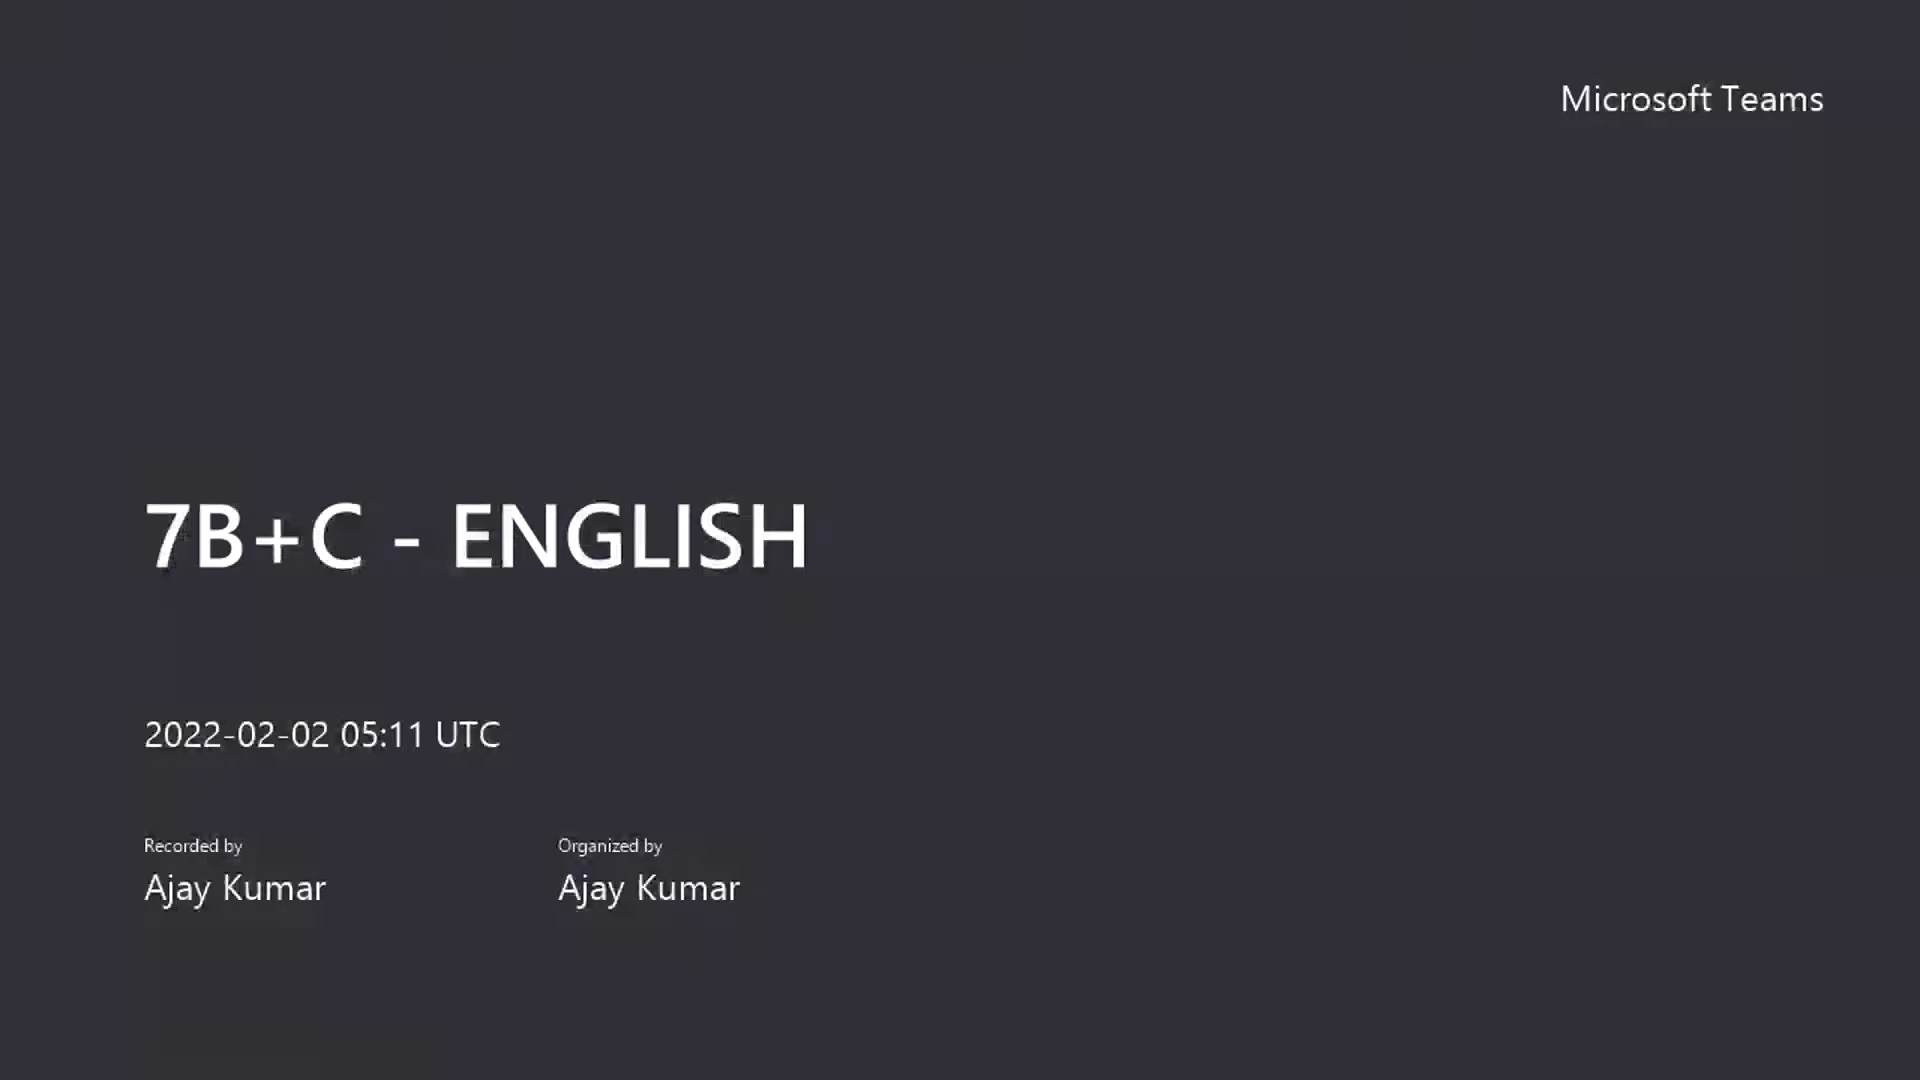 Microsoft Teams
7B+C - ENGLISH
2022-02-02 05:11 UTC
Recorded by
Ajay Kumar
Organized by
Ajay Kumar